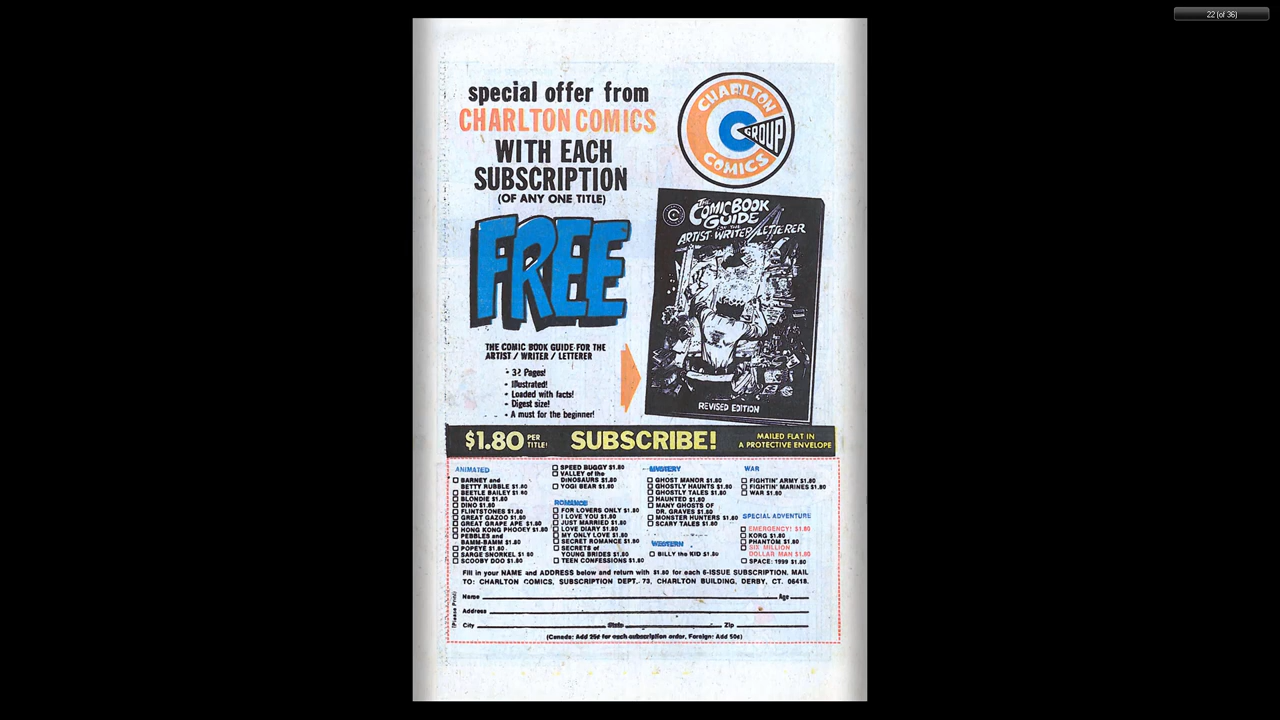 22 (of 36)
special offer from
CHARLTON COMICS
WITH EACH
SUBSCRIPTION
(OF ANY ONE TITLE)
FREE
CHARLTON
COMICS
GROUP
THE
COMIC BOOK
GUIDE
FOR THE
ARTIST/WRITER/LETTERER
REVISED EDITION
THE COMIC BOOK GUIDE FOR THE
ARTIST / WRITER / LETTERER
• 32 Pages!
• Illustrated!
• Loaded with facts!
• Digest size!
• A must for the beginner!
$1.80 PER TITLE!
SUBSCRIBE!
MAILED FLAT IN
A PROTECTIVE ENVELOPE
ANIMATED
BARNEY and
BETTY RUBBLE $1.80
BEETLE BAILEY $1.80
BLONDIE $1.80
DINO $1.80
FLINTSTONES $1.80
GREAT GAZOO $1.80
GREAT GRAPE APE $1.80
HONG KONG PHOOEY $1.80
PEBBLES and
BAMM-BAMM $1.80
POPEYE $1.80
SARGE SNORKEL $1.80
SCOOBY DOO $1.80
SPEED BUGGY $1.80
VALLEY of the
DINOSAURS $1.80
YOGI BEAR $1.80
ROMANCE
FOR LOVERS ONLY $1.80
I LOVE YOU $1.80
JUST MARRIED $1.80
LOVE DIARY $1.80
MY ONLY LOVE $1.80
SECRET ROMANCE $1.80
SECRETS of
YOUNG BRIDES $1.80
TEEN CONFESSIONS $1.80
MYSTERY
GHOST MANOR $1.80
GHOSTLY HAUNTS $1.80
GHOSTLY TALES $1.80
HAUNTED $1.80
MANY GHOSTS OF
DR. GRAVES $1.80
MONSTER HUNTERS $1.80
SCARY TALES $1.80
WESTERN
BILLY the KID $1.80
WAR
FIGHTIN' ARMY $1.80
FIGHTIN' MARINES $1.80
WAR $1.80
SPECIAL ADVENTURE
EMERGENCY! $1.80
KORG $1.80
PHANTOM $1.80
SIX MILLION
DOLLAR MAN $1.80
SPACE: 1999 $1.80
Fill in your NAME and ADDRESS below and return with $1.80 for each 6-ISSUE SUBSCRIPTION. MAIL
TO: CHARLTON COMICS, SUBSCRIPTION DEPT. 73, CHARLTON BUILDING, DERBY, CT. 06418.
(Please Print)
Name Age
Address
City State Zip
(Canada: Add 25¢ for each subscription order, Foreign: Add 50¢)